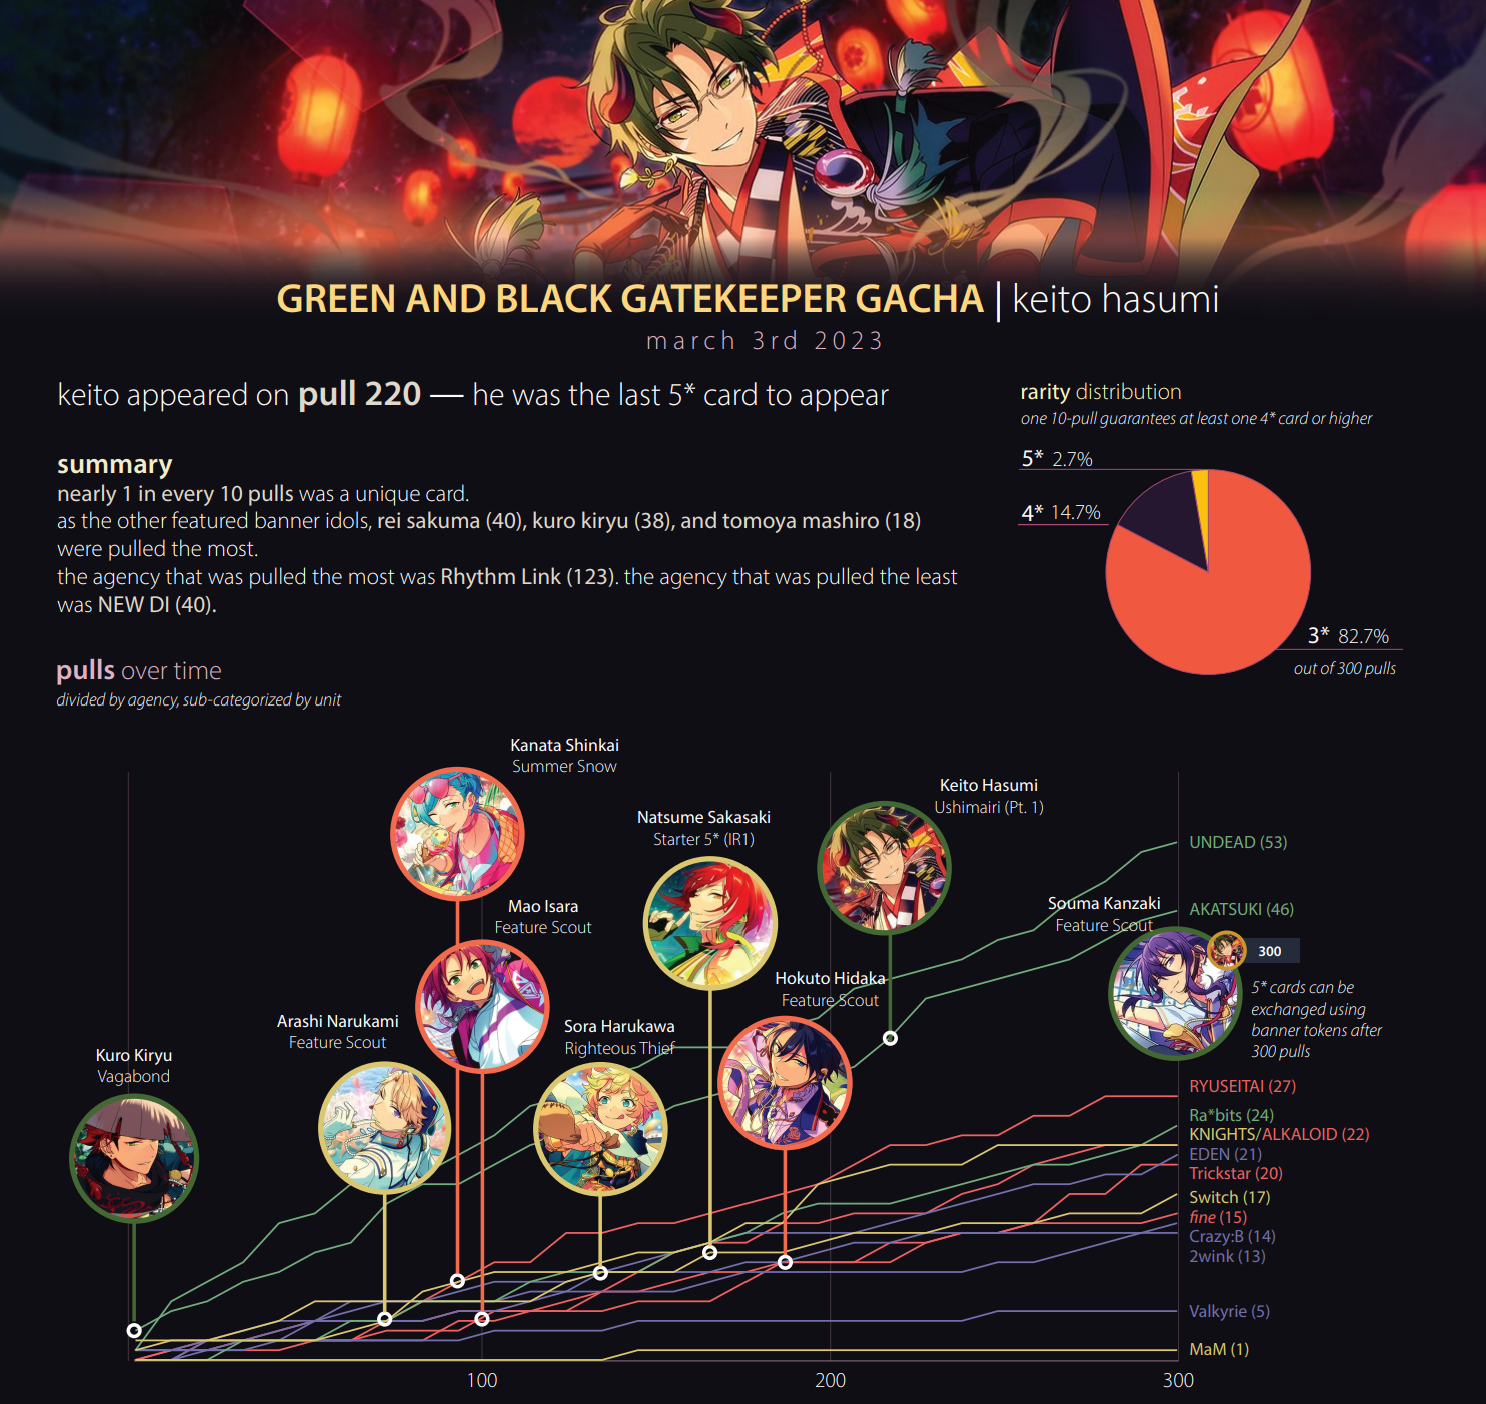 GREEN AND BLACK GATEKEEPER GACHA | keito hasumi
march 3rd 2023
keito appeared on pull 220 — he was the last 5* card to appear
summary
nearly 1 in every 10 pulls was a unique card.
as the other featured banner idols, rei sakuma (40), kuro kiryu (38), and tomoya mashiro (18)
were pulled the most.
the agency that was pulled the most was Rhythm Link (123). the agency that was pulled the least
was NEW DI (40).
rarity distribution
one 10-pull guarantees at least one 4* card or higher
5* 2.7%
4* 14.7%
3* 82.7%
out of 300 pulls
pulls over time
divided by agency, sub-categorized by unit
Kanata Shinkai
Summer Snow
Keito Hasumi
Ushimairi (Pt. 1)
Natsume Sakasaki
Starter 5* (IR1)
Mao Isara
Feature Scout
Souma Kanzaki
Feature Scout
Hokuto Hidaka
Feature Scout
Arashi Narukami
Feature Scout
Sora Harukawa
Righteous Thief
Kuro Kiryu
Vagabond
UNDEAD (53)
AKATSUKI (46)
300
5* cards can be
exchanged using
banner tokens after
300 pulls
RYUSEITAI (27)
Ra*bits (24)
KNIGHTS/ALKALOID (22)
EDEN (21)
Trickstar (20)
Switch (17)
fine (15)
Crazy:B (14)
2wink (13)
Valkyrie (5)
MaM (1)
100
200
300